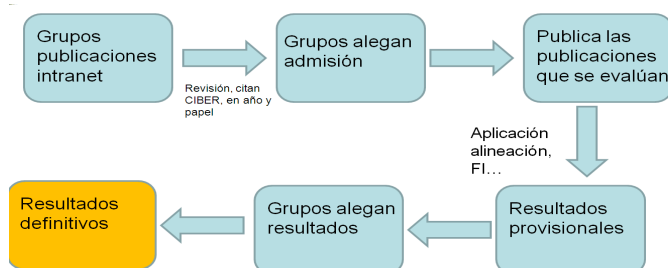 Grupos
publicaciones
intranet
Revisión, citan
CIBER, en año y
papel
Grupos alegan
admisión
Publica las
publicaciones
que se evalúan
Aplicación
alineación,
FI...
Resultados
provisionales
Grupos alegan
resultados
Resultados
definitivos